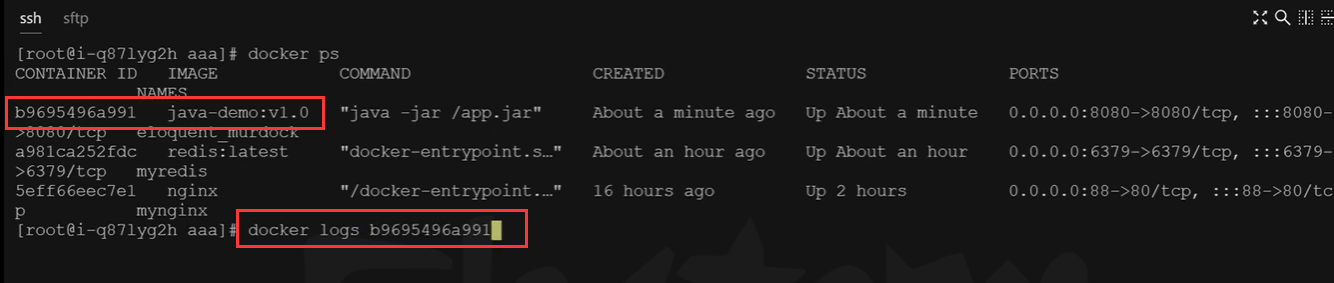 ssh sftp
[root@i-q87lyg2h aaa]# docker ps
CONTAINER ID IMAGE COMMAND CREATED STATUS PORTS
NAMES
b9695496a991 java-demo:v1.0 "java -jar /app.jar" About a minute ago Up About a minute 0.0.0.0:8080->8080/tcp, :::8080-
>8080/tcp eloquent_murdock
a981ca252fdc redis:latest "docker-entrypoint.s…" About an hour ago Up About an hour 0.0.0.0:6379->6379/tcp, :::6379-
>6379/tcp myredis
5eff66eec7e1 nginx "/docker-entrypoint.…" 16 hours ago Up 2 hours 0.0.0.0:88->80/tcp, :::88->80/tc
p mynginx
[root@i-q87lyg2h aaa]# docker logs b9695496a991